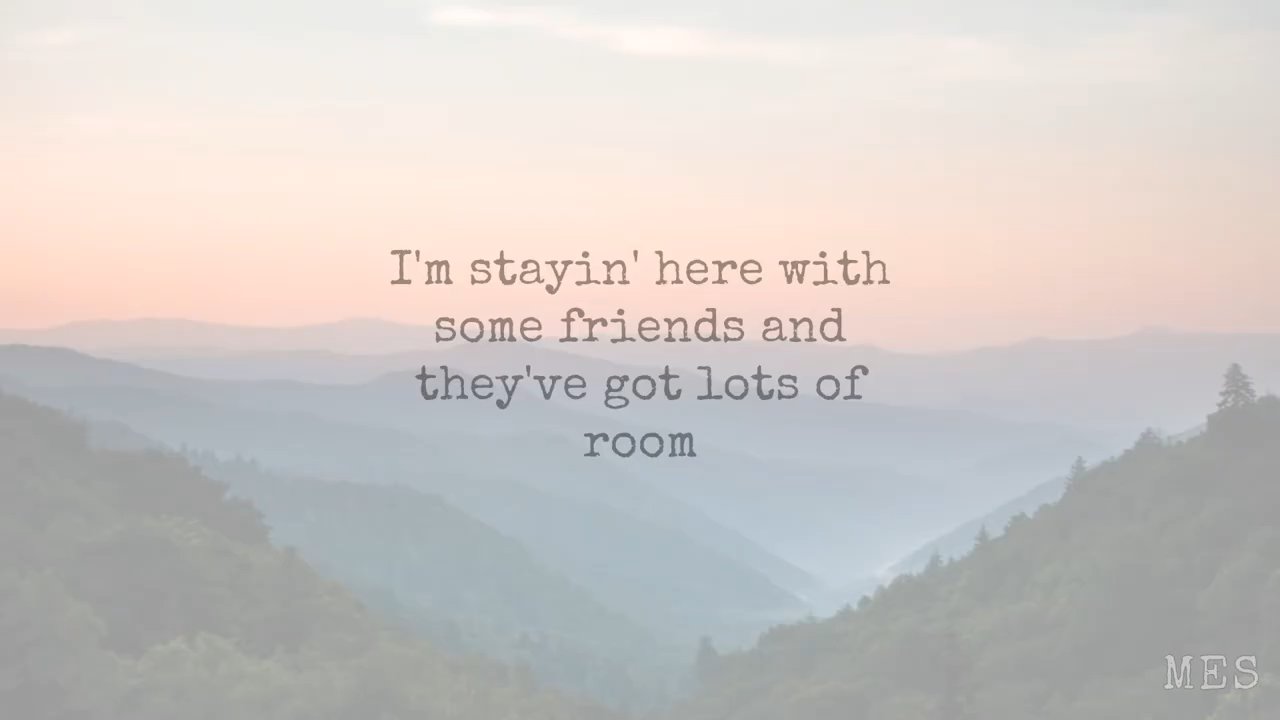 I'm stayin' here with
some friends and
they've got lots of
room
MES